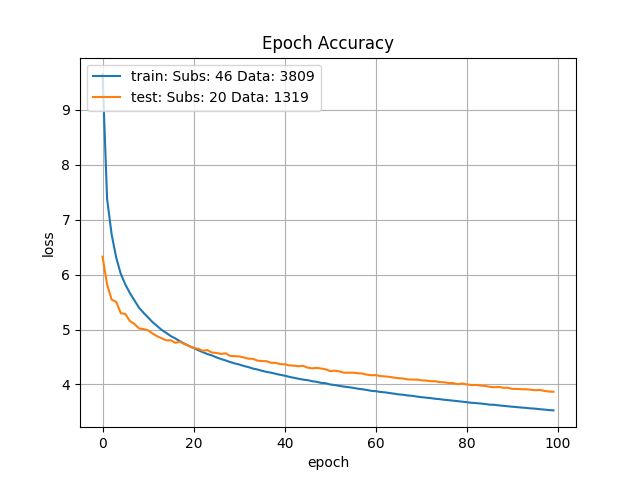 Epoch Accuracy
train: Subs: 46 Data: 3809
test: Subs: 20 Data: 1319
9
8
7
6
5
4
loss
0 20 40 60 80 100
epoch